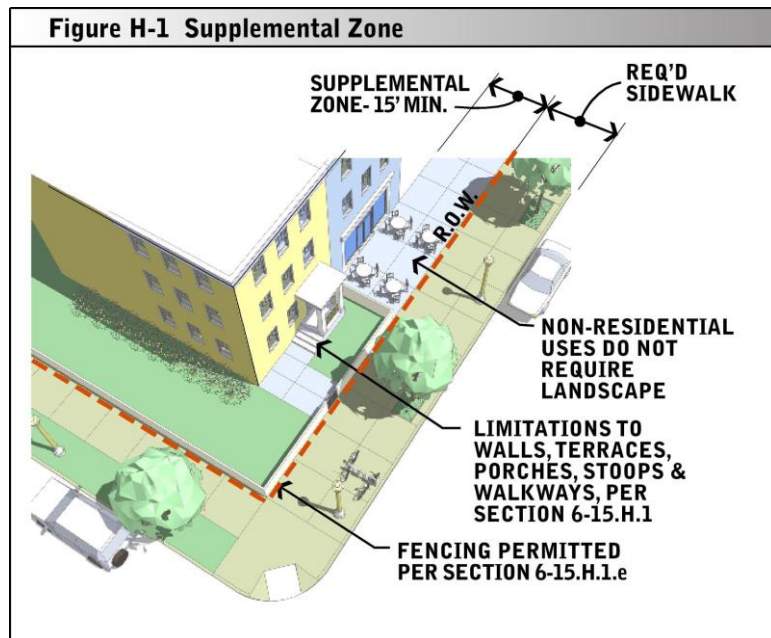 Figure H-1 Supplemental Zone
SUPPLEMENTAL
ZONE- 15' MIN.
REQ'D
SIDEWALK
R.O.W.
NON-RESIDENTIAL
USES DO NOT
REQUIRE
LANDSCAPE
LIMITATIONS TO
WALLS, TERRACES,
PORCHES, STOOPS &
WALKWAYS, PER
SECTION 6-15.H.1
FENCING PERMITTED
PER SECTION 6-15.H.1.e